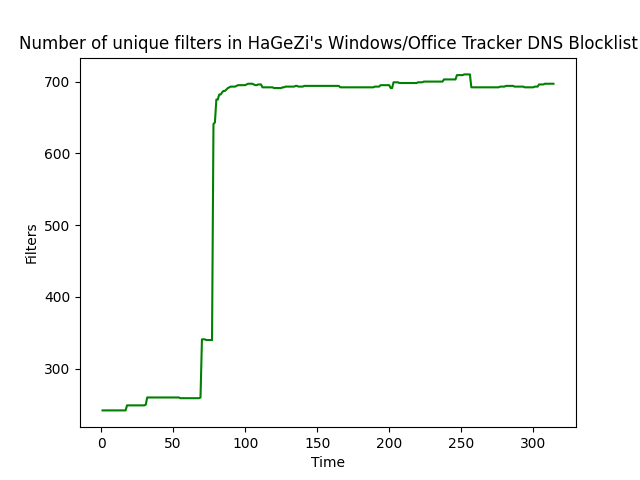 Number of unique filters in HaGeZi's Windows/Office Tracker DNS Blocklist
700
600
500
400
300
Filters
0 50 100 150 200 250 300
Time